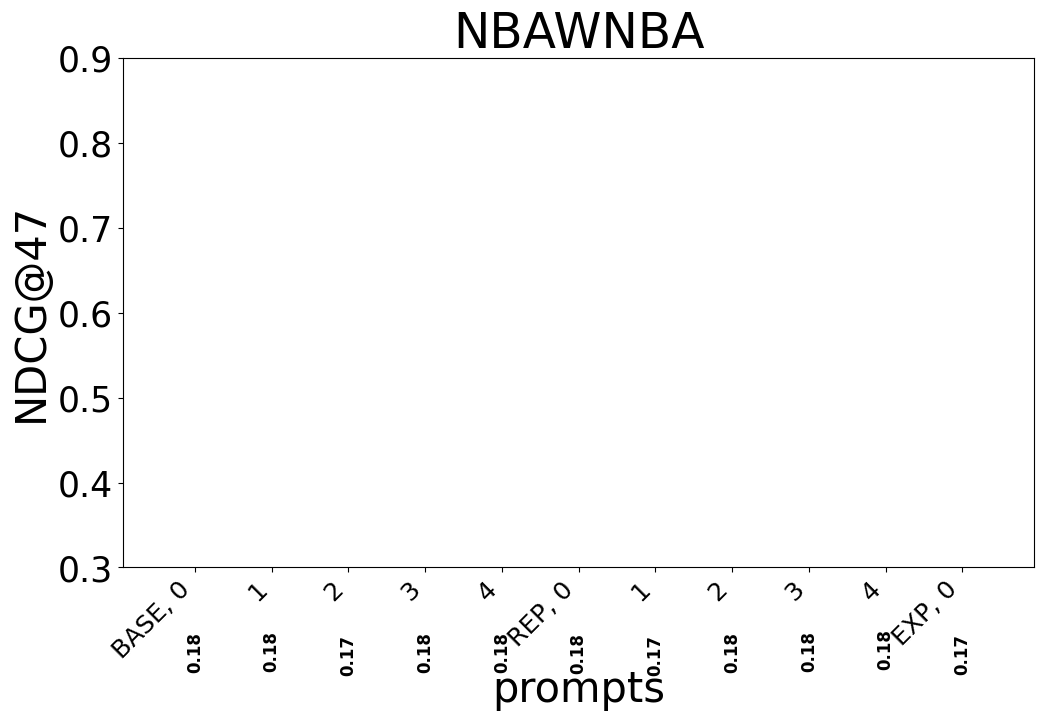 NBAWNBA
NDCG@47
0.9
0.8
0.7
0.6
0.5
0.4
0.3
BASE, 0 1 2 3 4 REP, 0 1 2 3 4 EXP, 0
0.18 0.18 0.17 0.18 0.18 0.18 0.17 0.18 0.18 0.18 0.17
prompts